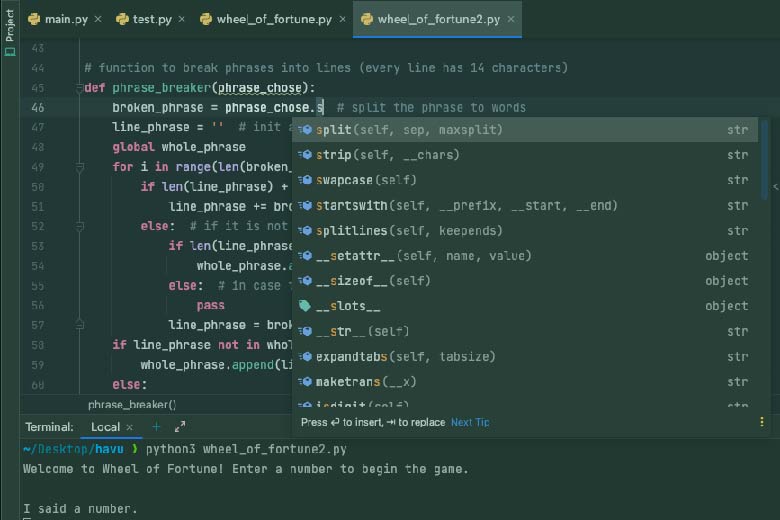 Project
main.py × test.py × wheel_of_fortune.py × wheel_of_fortune2.py ×
43
44 # function to break phrases into lines (every line has 14 characters)
45 def phrase_breaker(phrase_chose):
46 broken_phrase = phrase_chose.s # split the phrase to words
47 line_phrase = '' # init
48 global whole_phrase
49 for i in range(len(broken_
50 if len(line_phrase) +
51 line_phrase += brok
52 else: # if it is not
53 if len(line_phrase
54 whole_phrase.a
55 else: # in case
56 pass
57 line_phrase = brok
58 if line_phrase not in whol
59 whole_phrase.append(li
60 else:
split(self, sep, maxsplit) str
strip(self, __chars) str
swapcase(self) str
startswith(self, __prefix, __start, __end) str
splitlines(self, keepends) str
__setattr__(self, name, value) object
__sizeof__(self) object
__slots__ object
__str__(self) str
expandtabs(self, tabsize) str
maketrans(__x) str
isdigit(self) str
Press ↵ to insert, ⇥ to replace Next Tip
phrase_breaker()
Terminal: Local × +
~/Desktop/havu ❯ python3 wheel_of_fortune2.py
Welcome to Wheel of Fortune! Enter a number to begin the game.
I said a number.